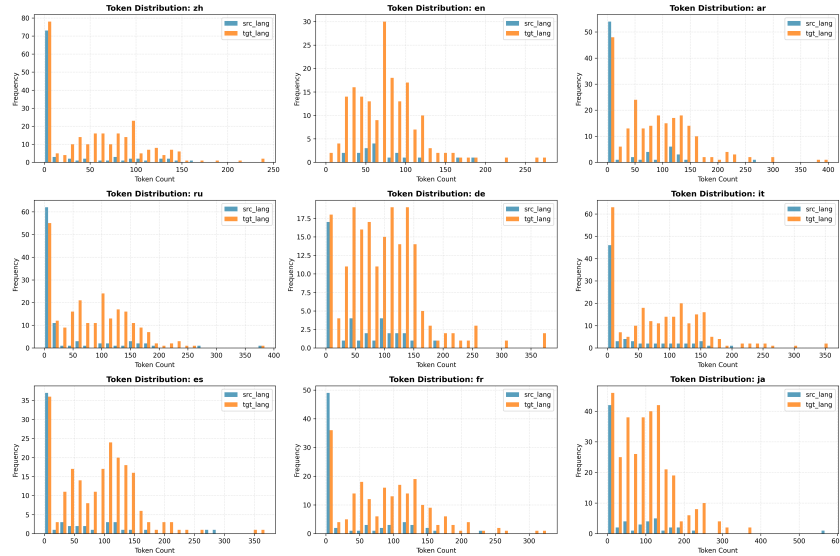 Token Distribution: zh
Frequency
80
70
60
50
40
30
20
10
0
src_lang
tgt_lang
0 50 100 150 200 250
Token Count
Token Distribution: en
Frequency
30
25
20
15
10
5
0
src_lang
tgt_lang
0 50 100 150 200 250
Token Count
Token Distribution: ar
Frequency
50
40
30
20
10
0
src_lang
tgt_lang
0 50 100 150 200 250 300 350 400
Token Count
Token Distribution: ru
Frequency
60
50
40
30
20
10
0
src_lang
tgt_lang
0 50 100 150 200 250 300 350 400
Token Count
Token Distribution: de
Frequency
17.5
15.0
12.5
10.0
7.5
5.0
2.5
0.0
src_lang
tgt_lang
0 50 100 150 200 250 300 350
Token Count
Token Distribution: it
Frequency
60
50
40
30
20
10
0
src_lang
tgt_lang
0 50 100 150 200 250 300 350
Token Count
Token Distribution: es
Frequency
35
30
25
20
15
10
5
0
src_lang
tgt_lang
0 50 100 150 200 250 300 350
Token Count
Token Distribution: fr
Frequency
50
40
30
20
10
0
src_lang
tgt_lang
0 50 100 150 200 250 300
Token Count
Token Distribution: ja
Frequency
40
30
20
10
0
src_lang
tgt_lang
0 100 200 300 400 500 600
Token Count